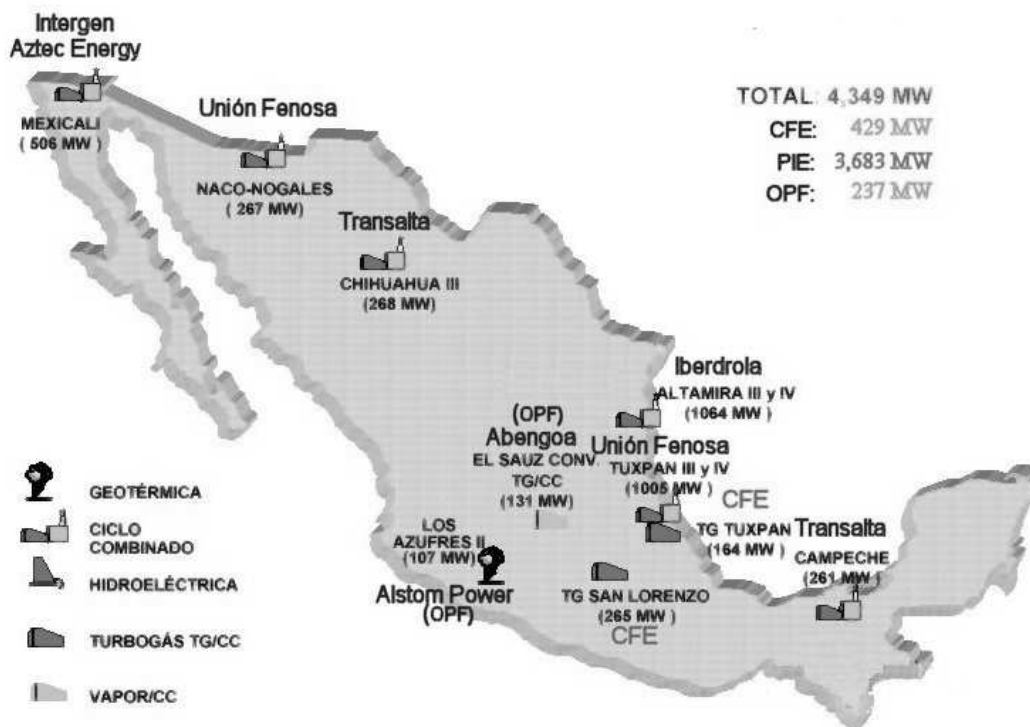 Intergen
Aztec Energy
MEXICALI
( 506 MW )
Unión Fenosa
NACO-NOGALES
( 267 MW)
Transalta
CHIHUAHUA III
(268 MW)
TOTAL: 4,349 MW
CFE: 429 MW
PIE: 3,683 MW
OPF: 237 MW
Iberdrola
ALTAMIRA III y IV
(1064 MW )
(OPF)
Abengoa
EL SAUZ CONV.
TG/CC
(131 MW)
Unión Fenosa
TUXPAN III y IV
(1005 MW )
CFE
TG TUXPAN
(164 MW )
Transalta
CAMPECHE
(261 MW )
LOS
AZUFRES II
(107 MW)
Alstom Power
(OPF)
TG SAN LORENZO
(265 MW )
CFE
GEOTÉRMICA
CICLO
COMBINADO
HIDROELÉCTRICA
TURBOGÁS TG/CC
VAPOR/CC